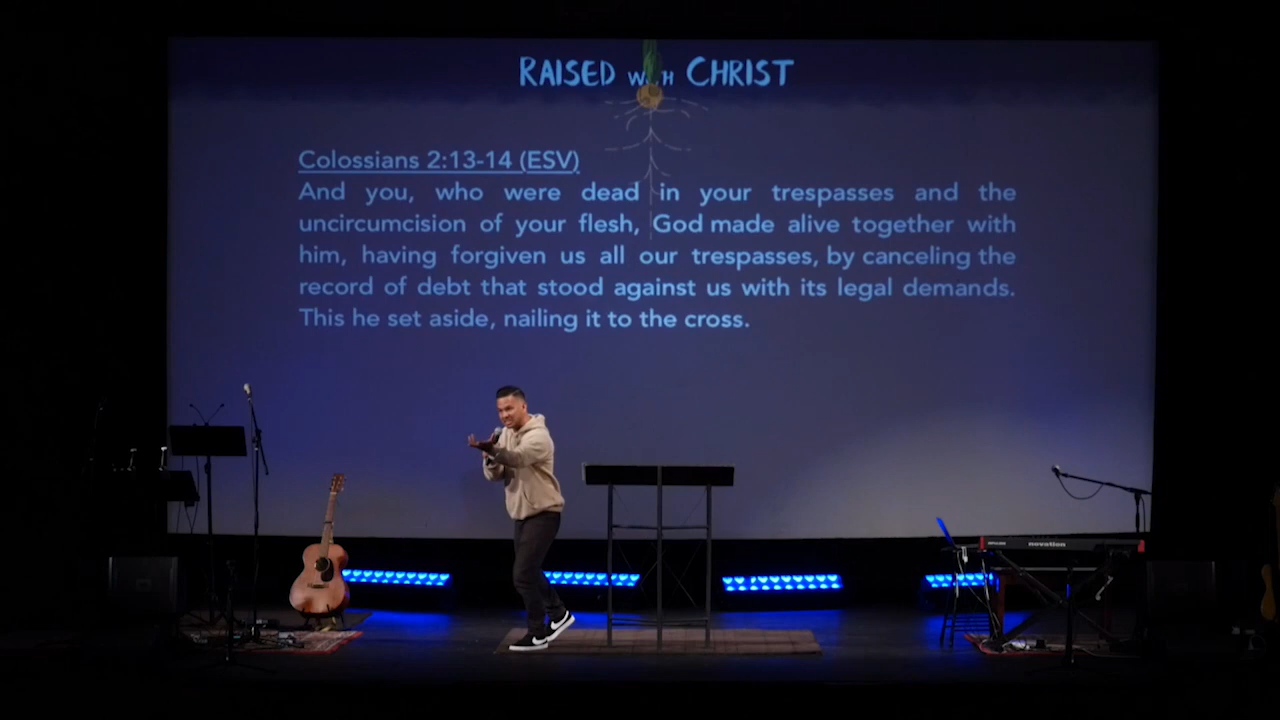 RAISED WITH CHRIST
Colossians 2:13-14 (ESV)
And you, who were dead in your trespasses and the
uncircumcision of your flesh, God made alive together with
him, having forgiven us all our trespasses, by canceling the
record of debt that stood against us with its legal demands.
This he set aside, nailing it to the cross.
novation